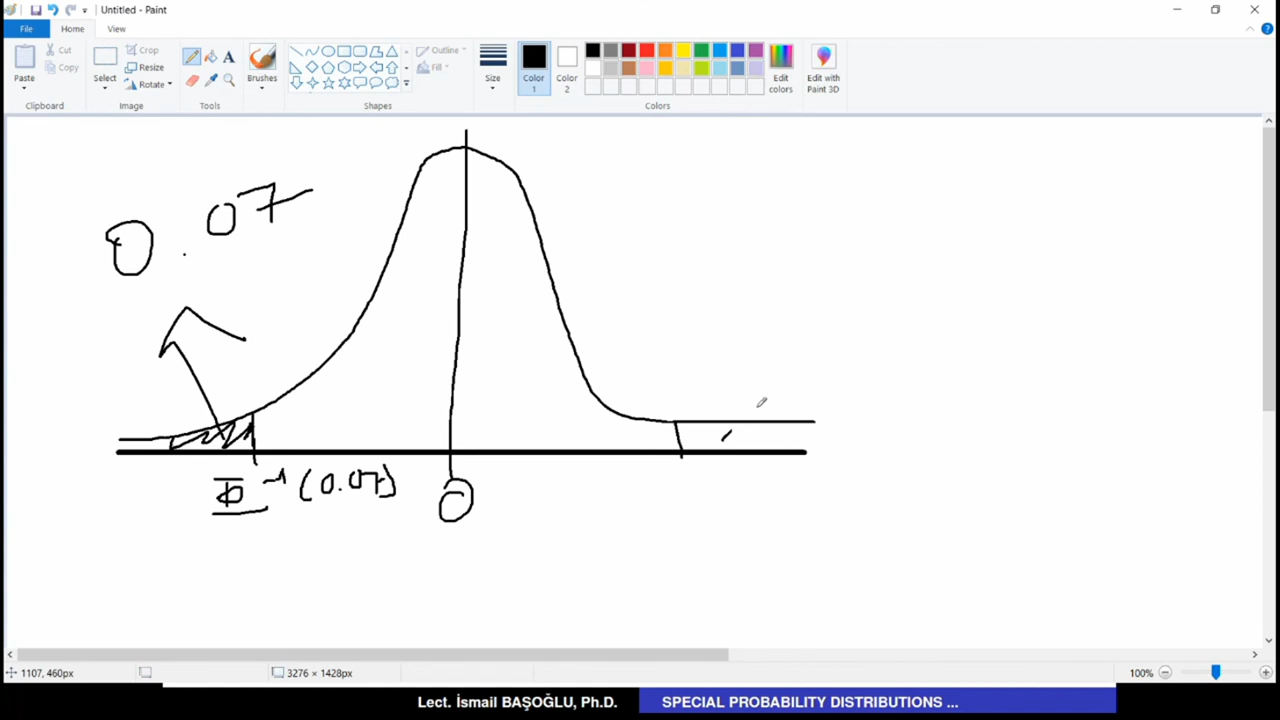 Untitled - Paint
File Home View
Paste
Cut
Copy
Clipboard
Select
Crop
Resize
Rotate
Image
Tools
Brushes
Shapes
Outline
Fill
Size
Color 1
Color 2
Colors
Edit colors
Edit with Paint 3D
0.07
Φ⁻¹(0.07)
0
1107, 460px
3276 × 1428px
100%
Lect. İsmail BAŞOĞLU, Ph.D.
SPECIAL PROBABILITY DISTRIBUTIONS ...